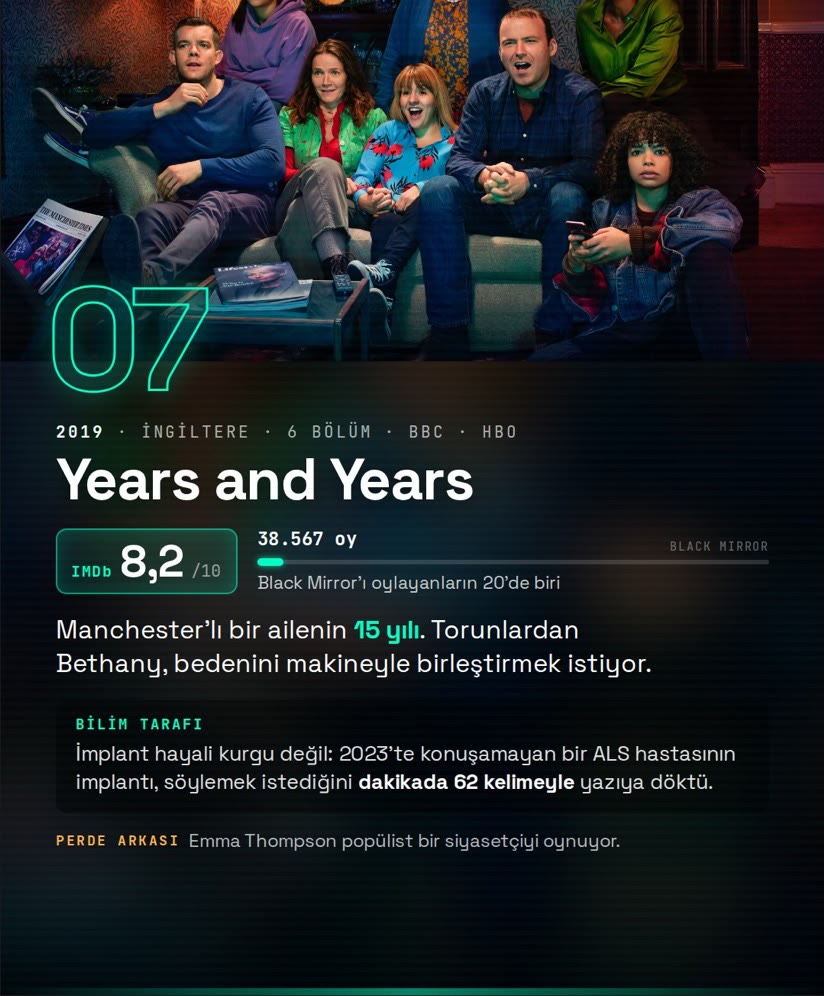 THE MANCHESTER TIMES
07
2019 · İNGİLTERE · 6 BÖLÜM · BBC · HBO
Years and Years
IMDb 8,2 /10
38.567 oy
BLACK MIRROR
Black Mirror'ı oylayanların 20'de biri
Manchester'lı bir ailenin 15 yılı. Torunlardan
Bethany, bedenini makineyle birleştirmek istiyor.
BİLİM TARAFI
İmplant hayali kurgu değil: 2023'te konuşamayan bir ALS hastasının
implantı, söylemek istediğini dakikada 62 kelimeyle yazıya döktü.
PERDE ARKASI Emma Thompson popülist bir siyasetçiyi oynuyor.